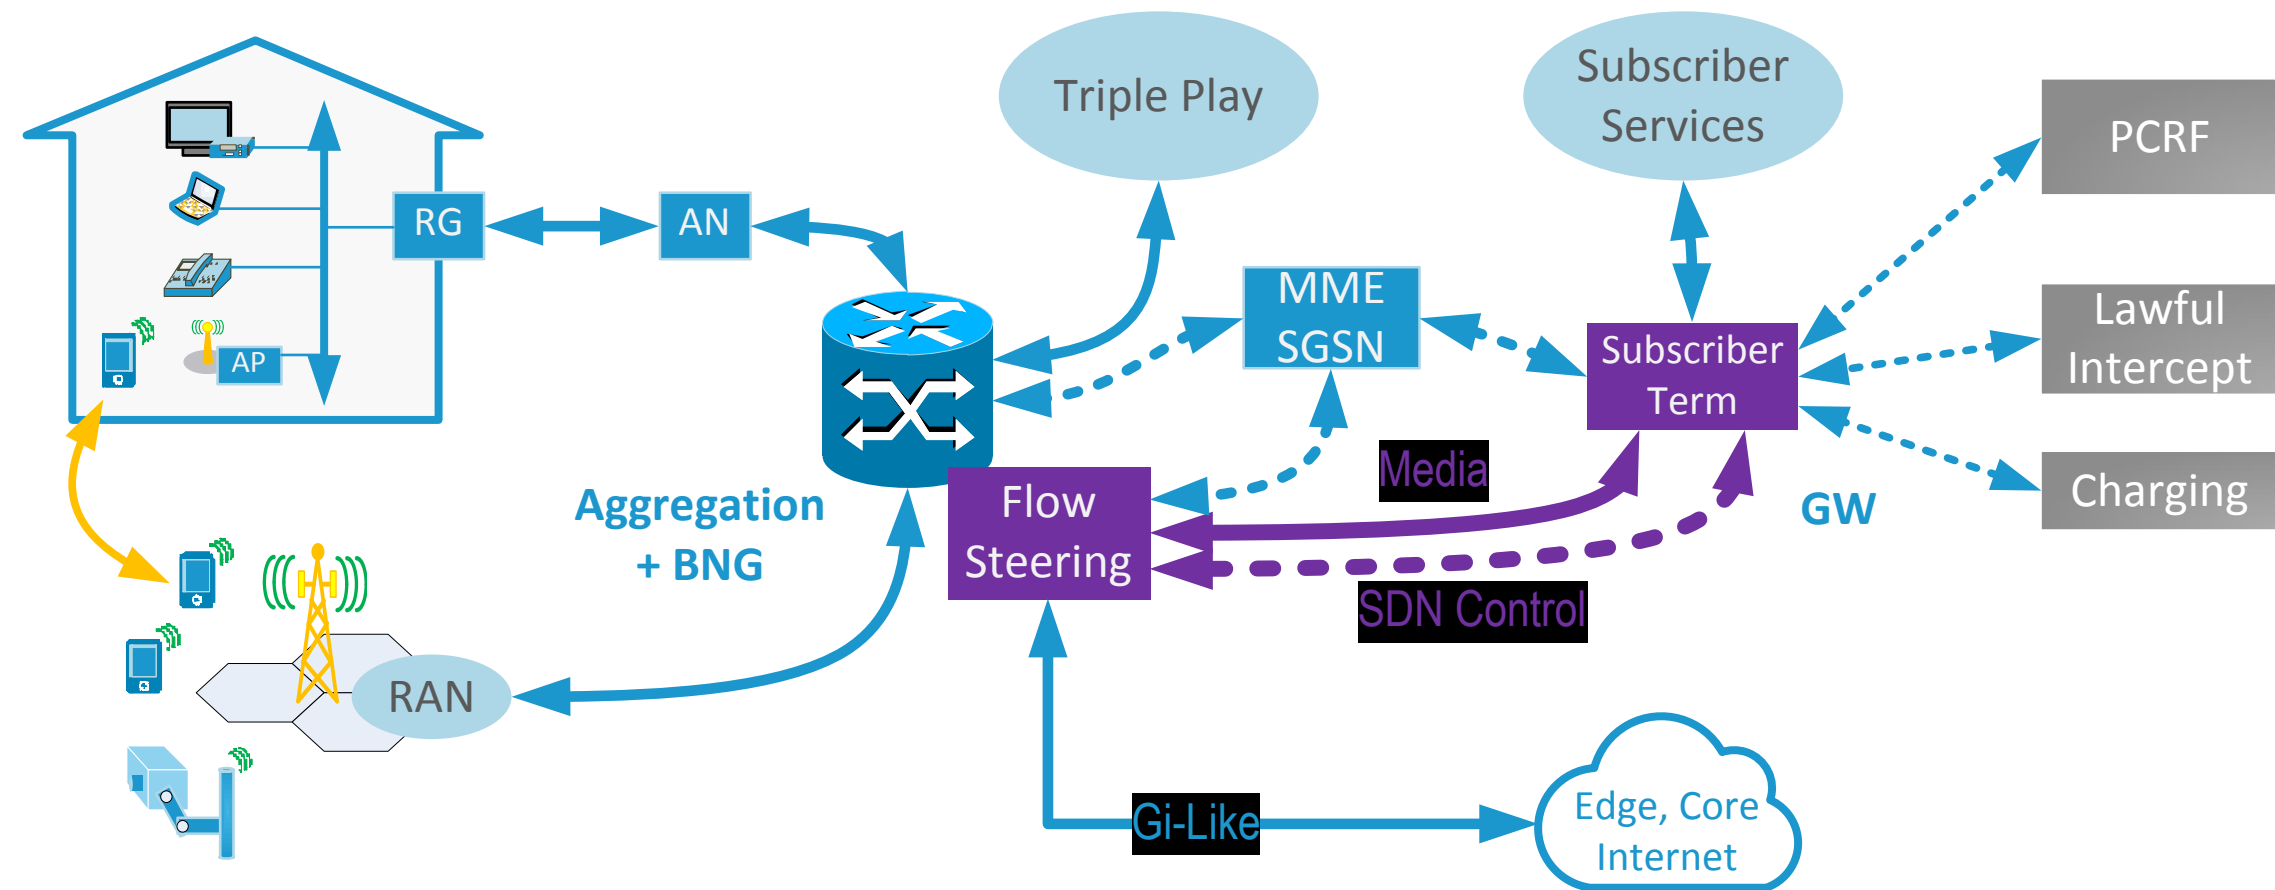 Triple Play
Subscriber
Services
PCRF
RG
AN
MME
SGSN
Lawful
Intercept
AP
Subscriber
Term
Media
Aggregation
+ BNG
Flow
Steering
GW
Charging
SDN Control
RAN
Gi-Like
Edge, Core
Internet